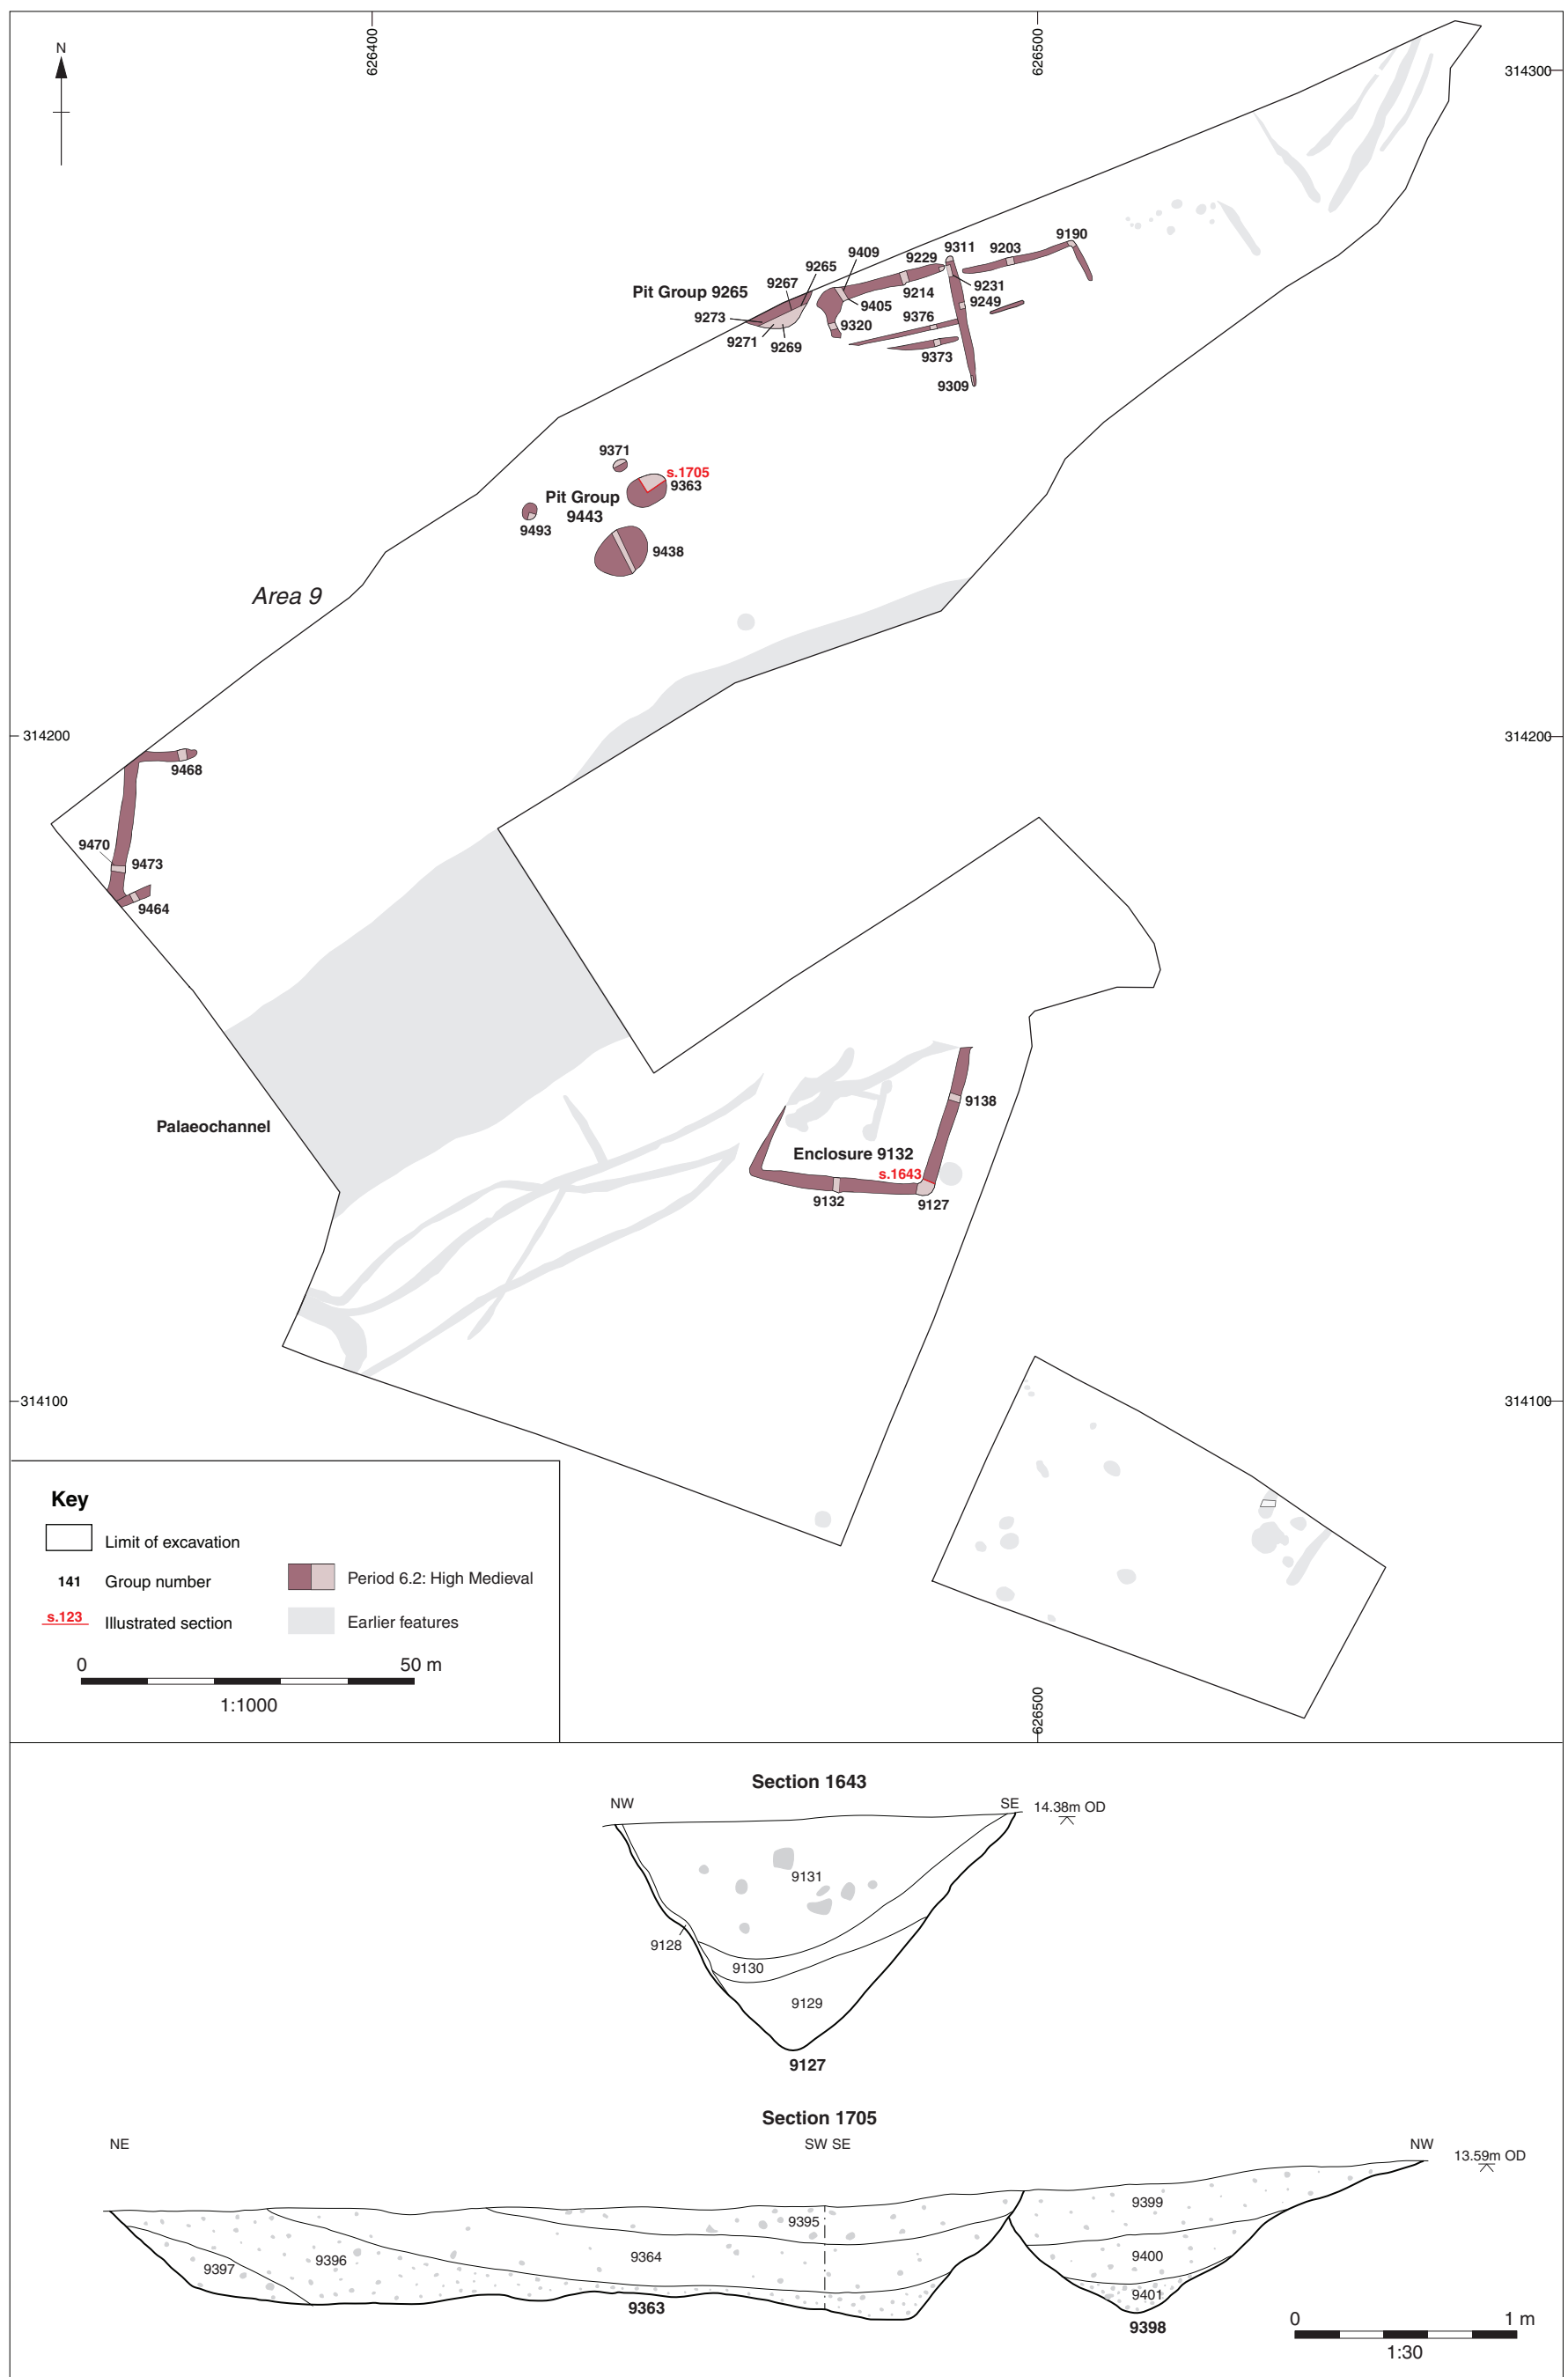 N
626400
626500
314300
9190
9311
9203
9409
9229
9265
9267
Pit Group 9265
9231
9214
9249
9405
9273
9376
9320
9271
9269
9373
9309
9371
s.1705
9363
Pit Group
9443
9493
9438
Area 9
314200
314200
9468
9470
9473
9464
9138
Palaeochannel
Enclosure 9132
s.1643
9132
9127
314100
314100
Key
Limit of excavation
141
Group number
Period 6.2: High Medieval
s.123
Illustrated section
Earlier features
0
50 m
1:1000
626500
Section 1643
NW
SE
14.38m OD
9131
9128
9130
9129
9127
Section 1705
NE
SW SE
NW
13.59m OD
9399
9395
9396
9364
9400
9397
9401
9363
9398
0
1 m
1:30